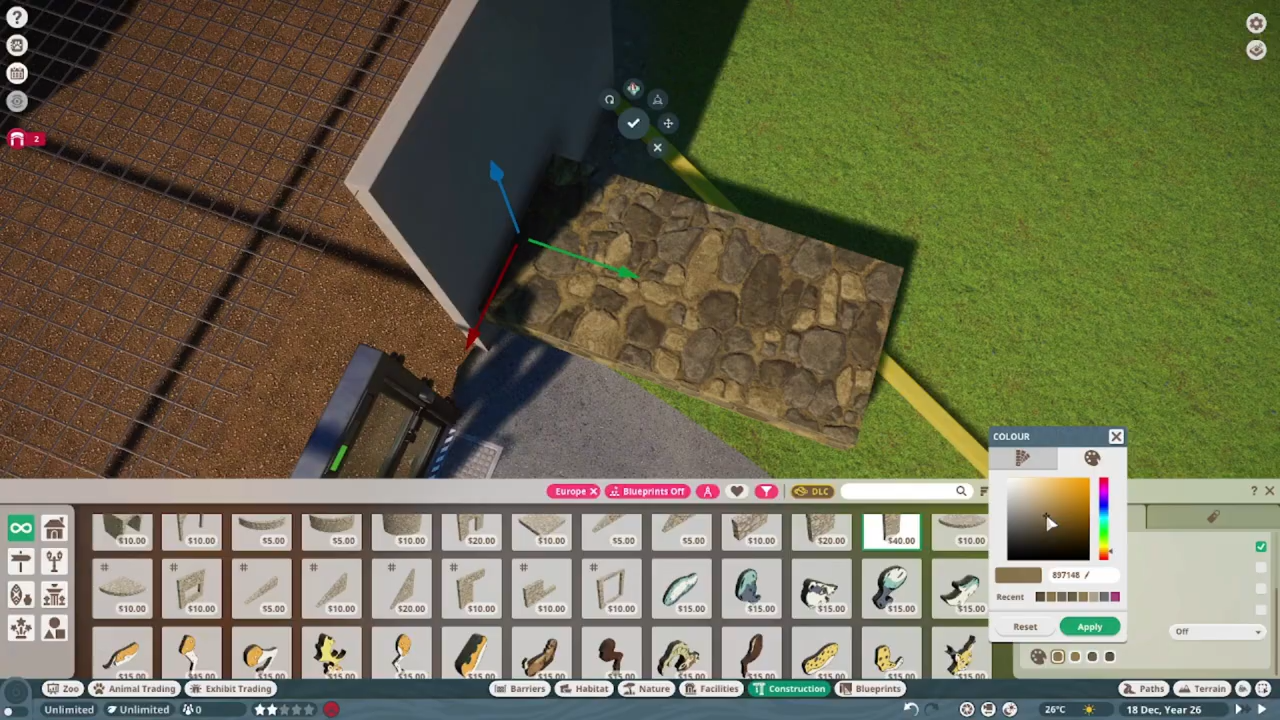 2
COLOUR
Europe
Blueprints Off
DLC
?
$10.00 $10.00 $5.00 $5.00 $10.00 $20.00 $10.00 $5.00 $5.00 $10.00 $20.00 $40.00 $10.00
897148
$10.00 $10.00 $5.00 $10.00 $20.00 $10.00 $10.00 $10.00 $15.00 $15.00 $15.00 $15.00 $15.00
Recent
Reset
Apply
Off
Zoo
Animal Trading
Exhibit Trading
Barriers
Habitat
Nature
Facilities
Construction
Blueprints
Paths
Terrain
Unlimited
Unlimited
0
26°C
18 Dec, Year 26